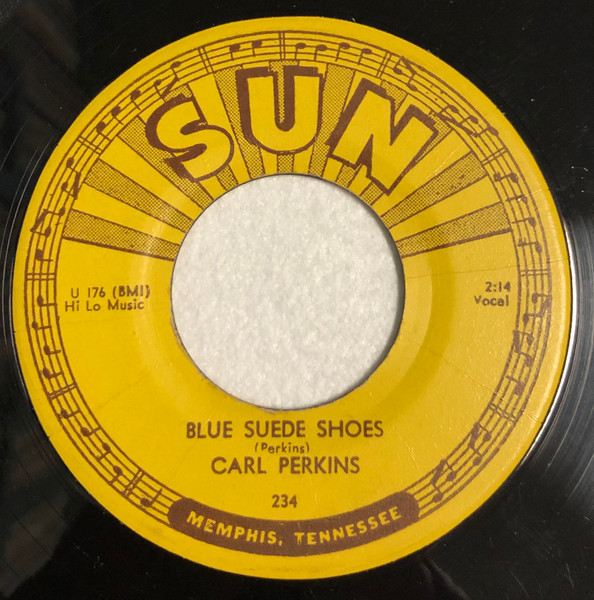 SUN
U 176 (BMI)
Hi Lo Music
2:14
Vocal
BLUE SUEDE SHOES
(Perkins)
CARL PERKINS
234
MEMPHIS, TENNESSEE